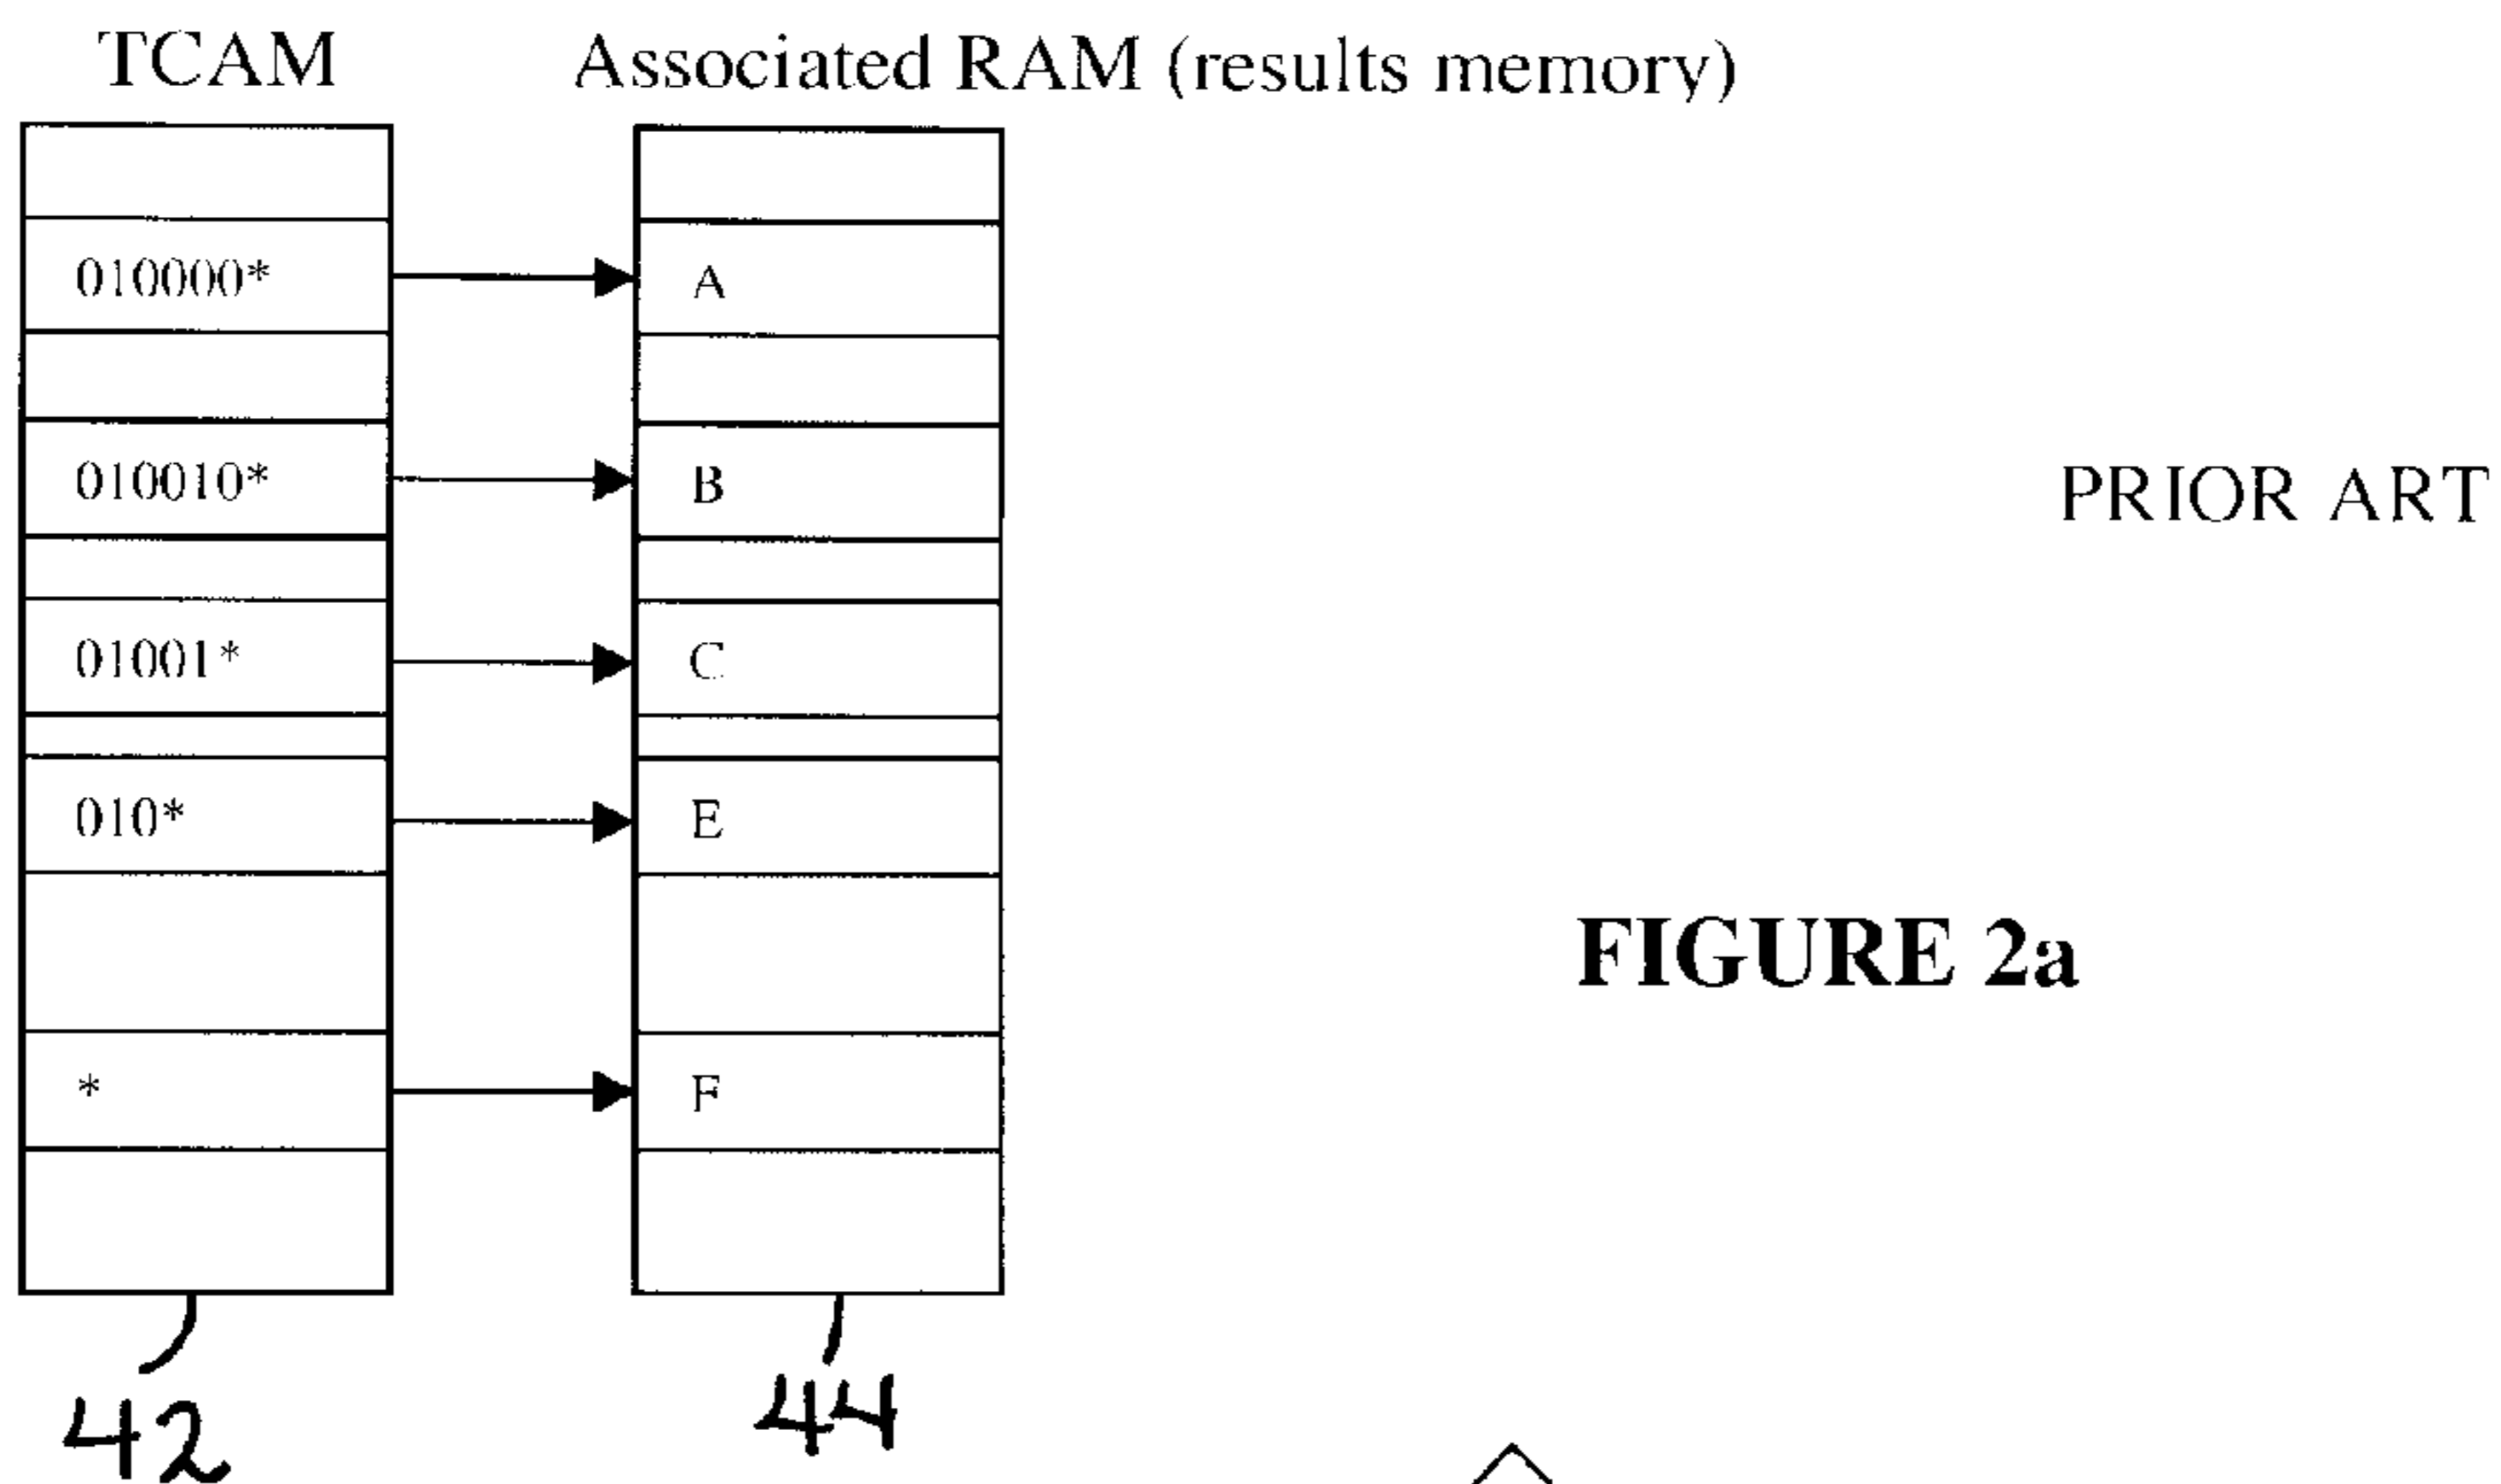 TCAM Associated RAM (results memory)
010000* A
010010* B
PRIOR ART
01001* C
010* E
FIGURE 2a
* F
42 44